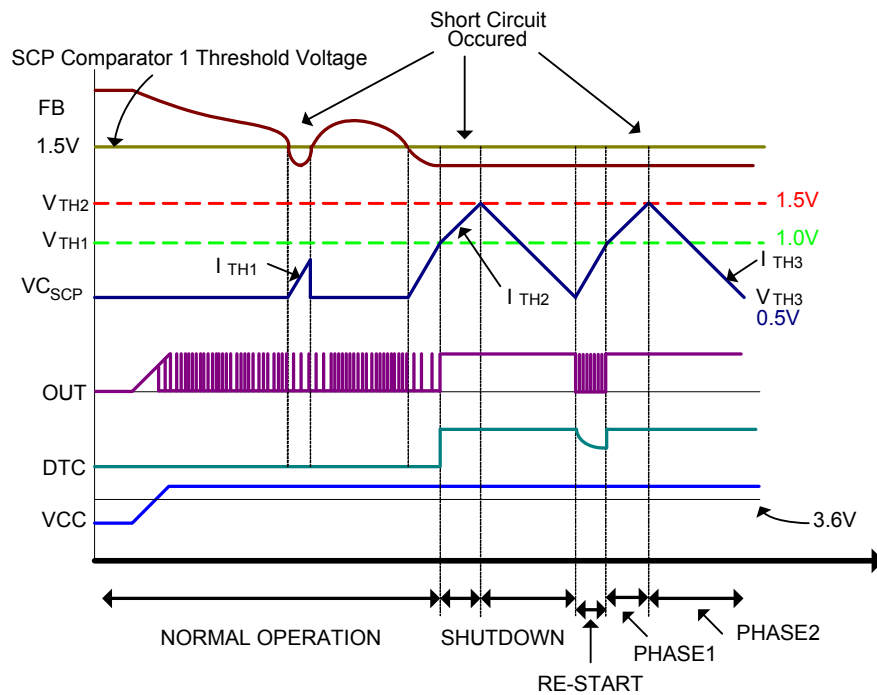 Short Circuit
Occured
SCP Comparator 1 Threshold Voltage
FB
1.5V
VTH2
1.5V
VTH1
1.0V
ITH1
ITH2
ITH3
VCSCP
VTH3
0.5V
OUT
DTC
VCC
3.6V
NORMAL OPERATION
SHUTDOWN
PHASE1
PHASE2
RE-START